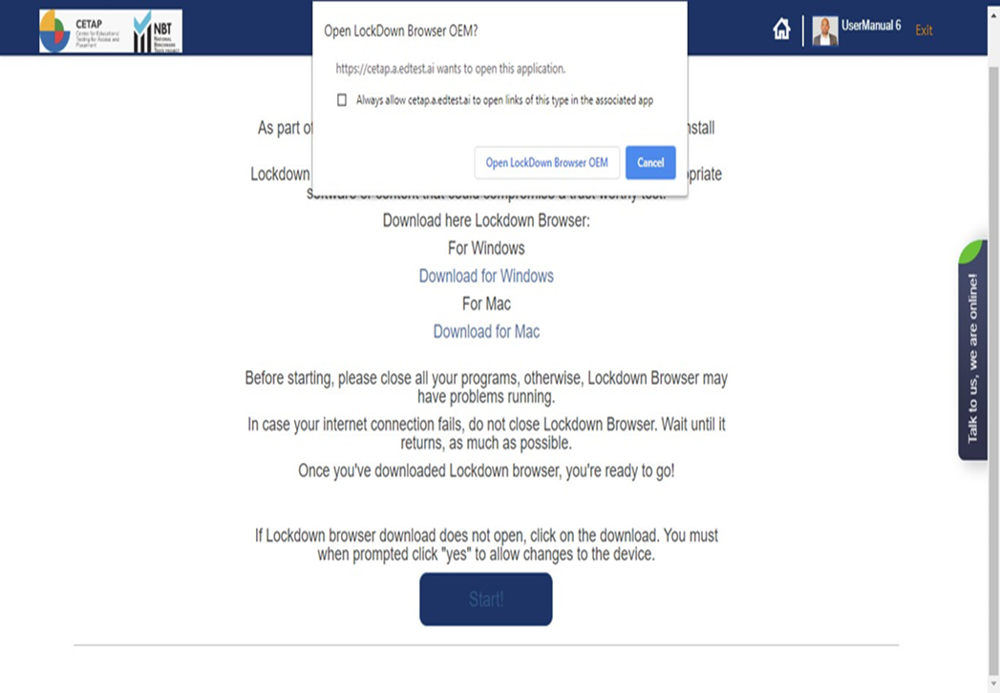 CETAP
Centre for Educational
Testing for Access and
Placement
NBT
National
Benchmark
Tests Project
Open LockDown Browser OEM?
https://cetap.a.edtest.ai wants to open this application.
Always allow cetap.a.edtest.ai to open links of this type in the associated app
Open LockDown Browser OEM Cancel
UserManual 6 Exit
As part of
Lockdown
software or content that could compromise a trust worthy test.
Download here Lockdown Browser:
For Windows
Download for Windows
For Mac
Download for Mac
Before starting, please close all your programs, otherwise, Lockdown Browser may
have problems running.
In case your internet connection fails, do not close Lockdown Browser. Wait until it
returns, as much as possible.
Once you've downloaded Lockdown browser, you're ready to go!
If Lockdown browser download does not open, click on the download. You must
when prompted click "yes" to allow changes to the device.
Start!
Talk to us, we are online!